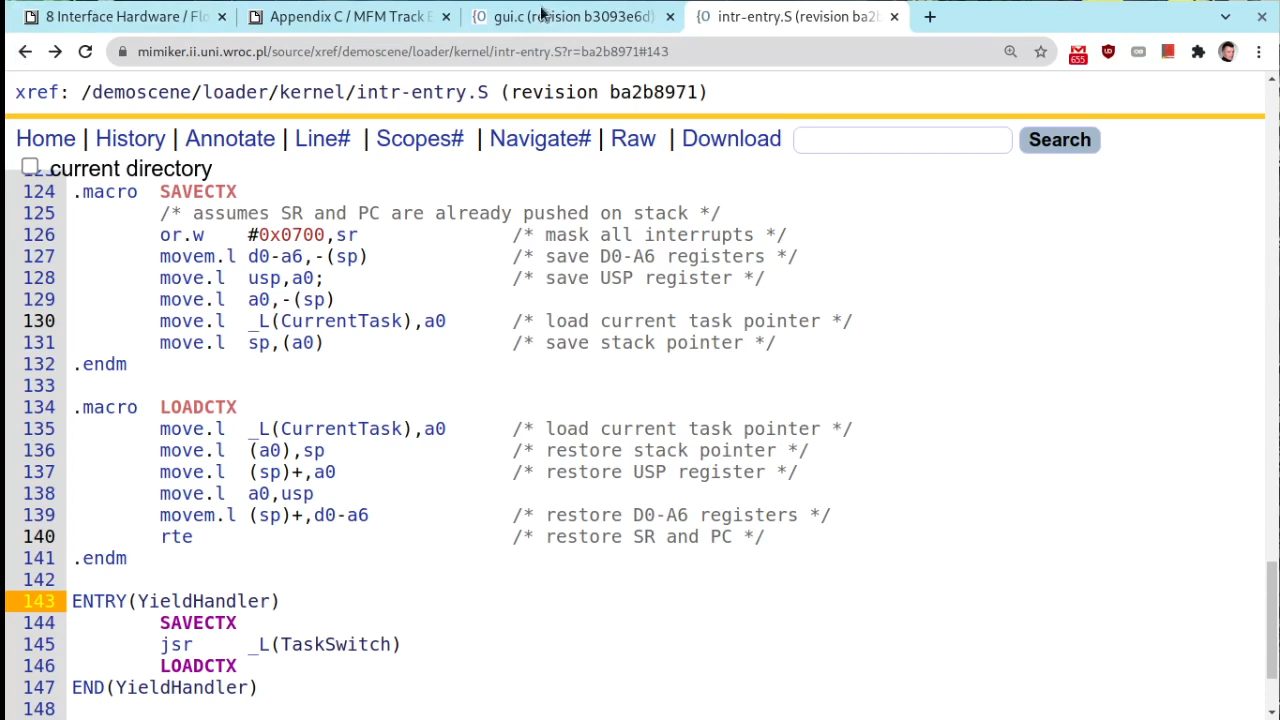 8 Interface Hardware / Flo
Appendix C / MFM Track E
gui.c (revision b3093e6d)
intr-entry.S (revision ba2b
mimiker.ii.uni.wroc.pl/source/xref/demoscene/loader/kernel/intr-entry.S?r=ba2b8971#143
655
xref: /demoscene/loader/kernel/intr-entry.S (revision ba2b8971)
Home | History | Annotate | Line# | Scopes# | Navigate# | Raw | Download Search
current directory
124 .macro SAVECTX
125 /* assumes SR and PC are already pushed on stack */
126 or.w #0x0700,sr /* mask all interrupts */
127 movem.l d0-a6,-(sp) /* save D0-A6 registers */
128 move.l usp,a0; /* save USP register */
129 move.l a0,-(sp)
130 move.l _L(CurrentTask),a0 /* load current task pointer */
131 move.l sp,(a0) /* save stack pointer */
132 .endm
133
134 .macro LOADCTX
135 move.l _L(CurrentTask),a0 /* load current task pointer */
136 move.l (a0),sp /* restore stack pointer */
137 move.l (sp)+,a0 /* restore USP register */
138 move.l a0,usp
139 movem.l (sp)+,d0-a6 /* restore D0-A6 registers */
140 rte /* restore SR and PC */
141 .endm
142
143 ENTRY(YieldHandler)
144 SAVECTX
145 jsr _L(TaskSwitch)
146 LOADCTX
147 END(YieldHandler)
148